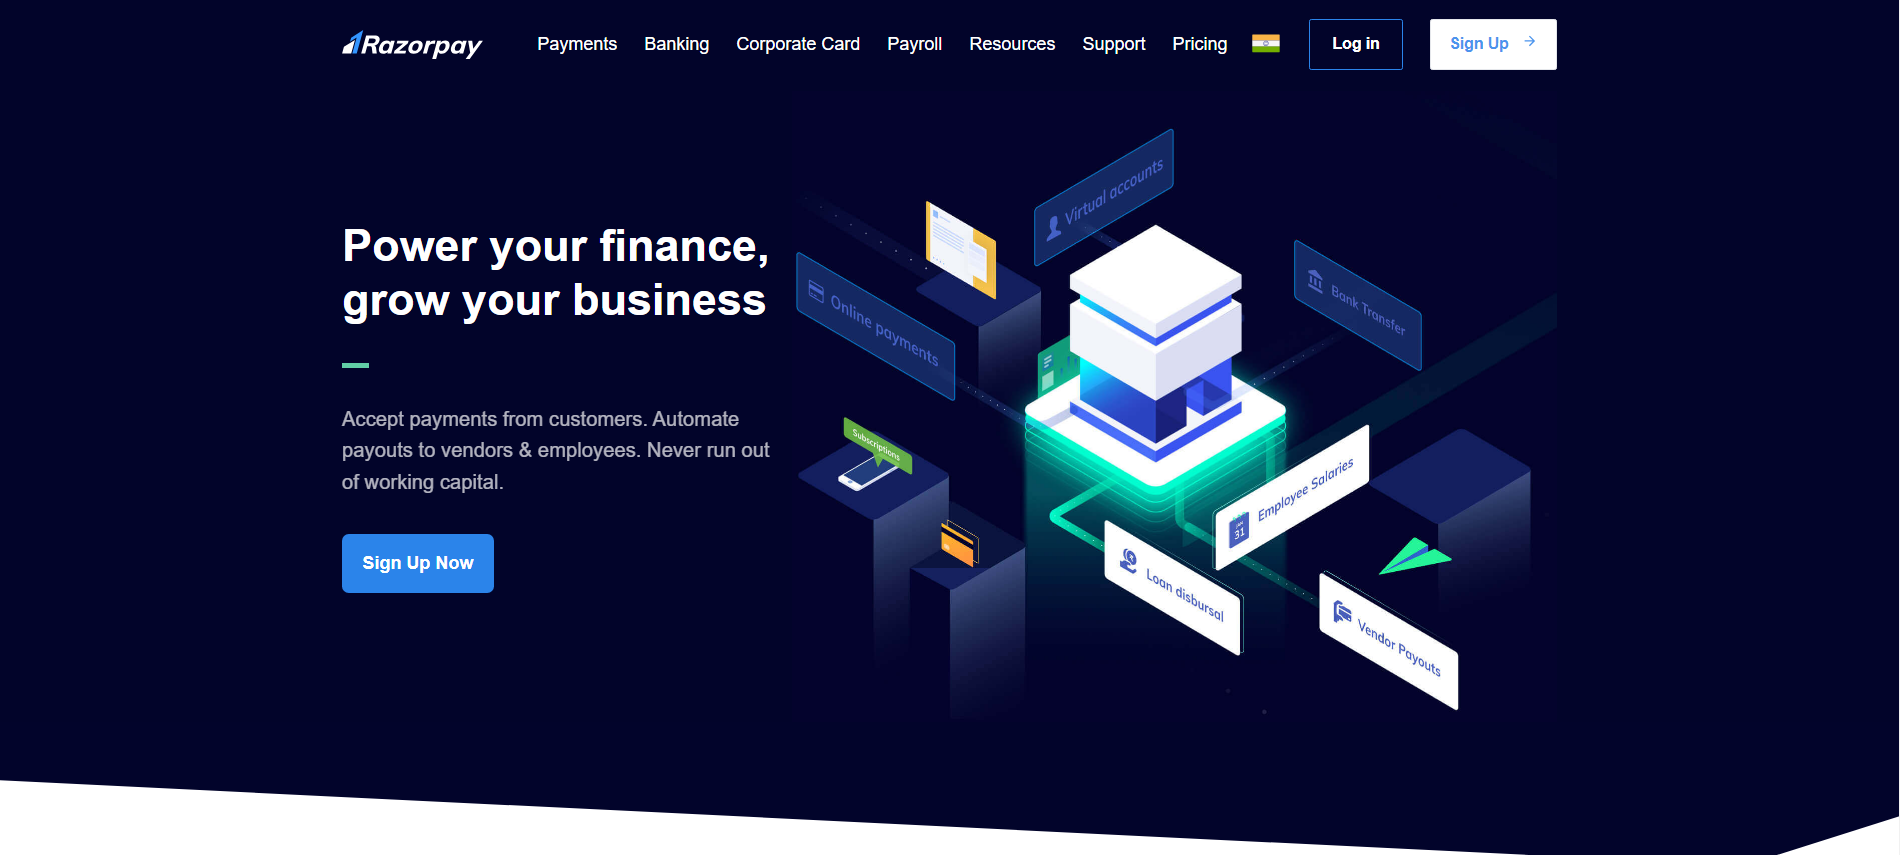 Razorpay
Payments
Banking
Corporate Card
Payroll
Resources
Support
Pricing
Log in
Sign Up
Power your finance,
grow your business
Accept payments from customers. Automate
payouts to vendors & employees. Never run out
of working capital.
Sign Up Now
Virtual accounts
Online payments
Bank Transfer
Subscriptions
Employee Salaries
JAN
31
Loan disbursal
Vendor Payouts